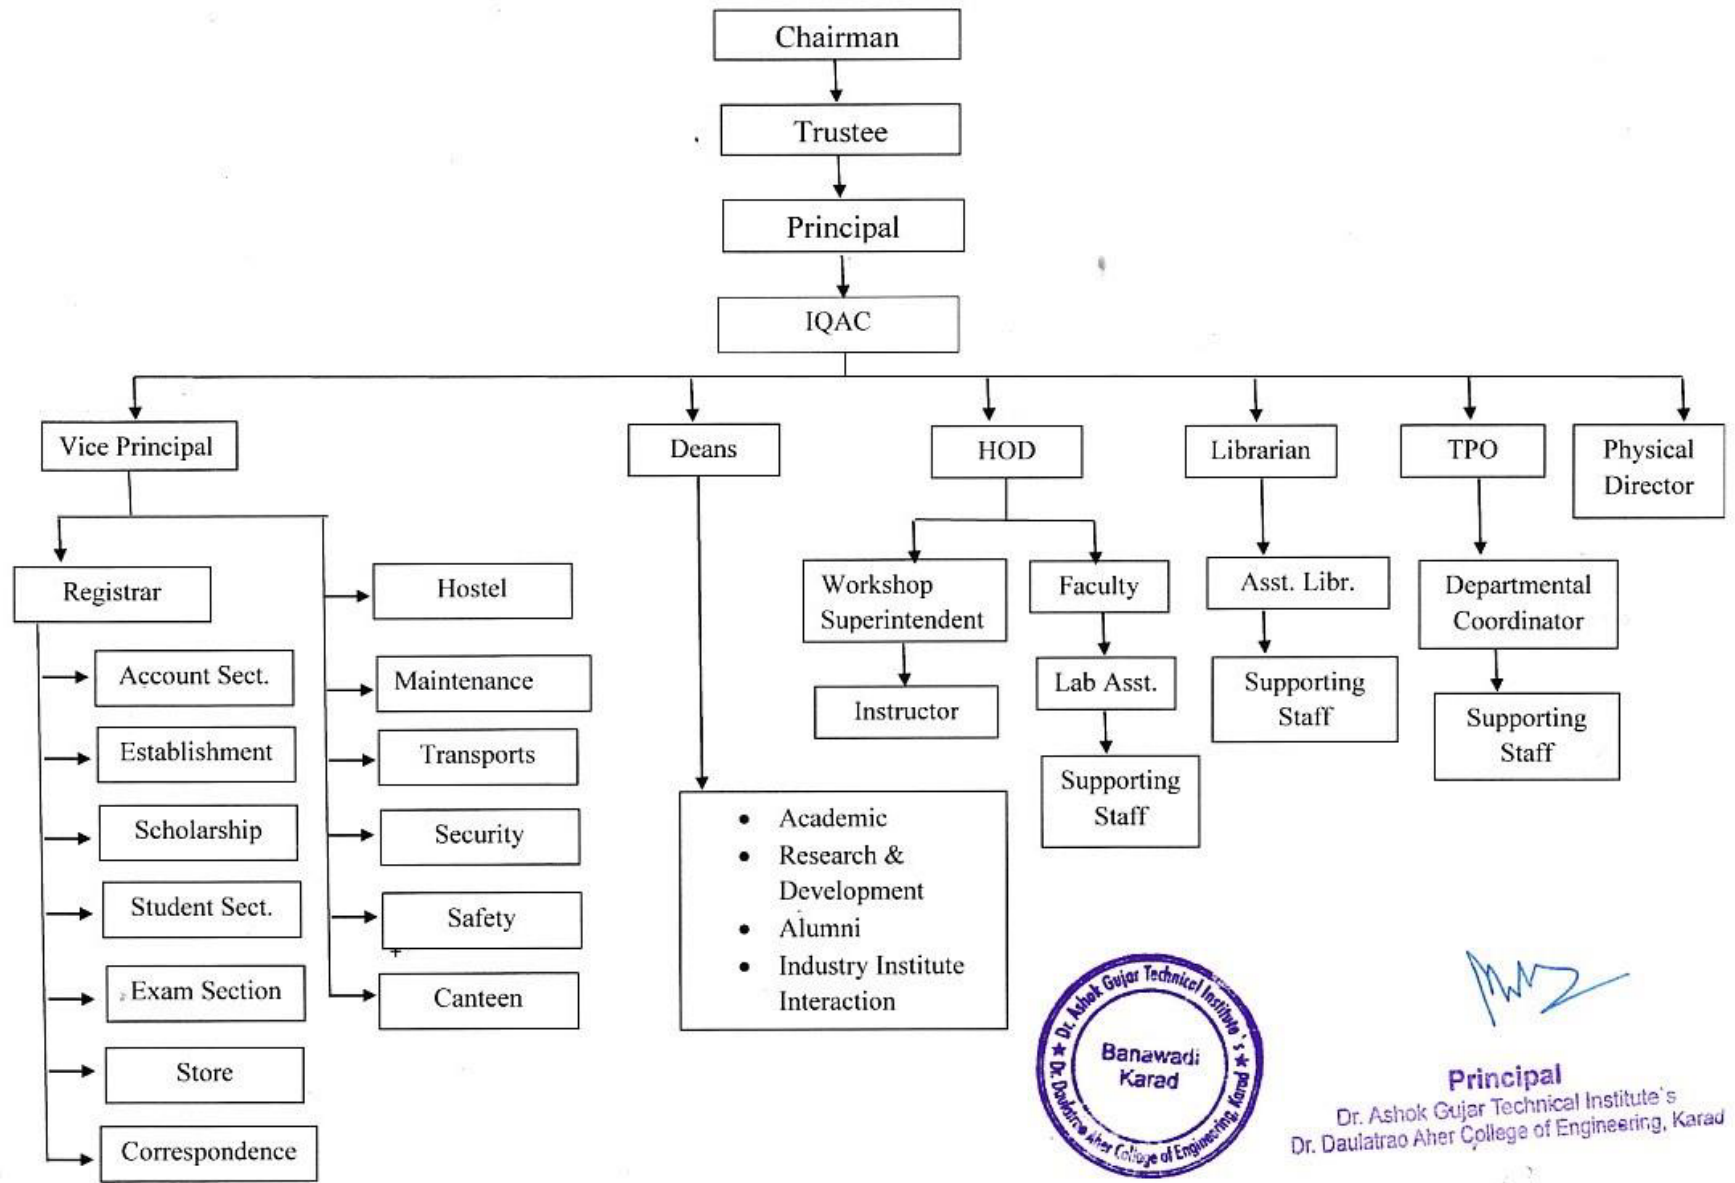 Chairman
Trustee
Principal
IQAC
Vice Principal
Deans
HOD
Librarian
TPO
Physical
Director
Registrar
Hostel
Workshop
Superintendent
Faculty
Asst. Libr.
Departmental
Coordinator
Account Sect.
Maintenance
Instructor
Lab Asst.
Supporting
Staff
Supporting
Staff
Establishment
Transports
Supporting
Staff
Scholarship
Security
Student Sect.
Safety
Exam Section
Canteen
Store
Correspondence
• Academic
• Research &
Development
• Alumni
• Industry Institute
Interaction
★ Dr. Ashok Gujar Technical Institute`s ★
Dr. Daulatrao Aher College of Engineering, Karad
Banawadi
Karad
Principal
Dr. Ashok Gujar Technical Institute`s
Dr. Daulatrao Aher College of Engineering, Karad